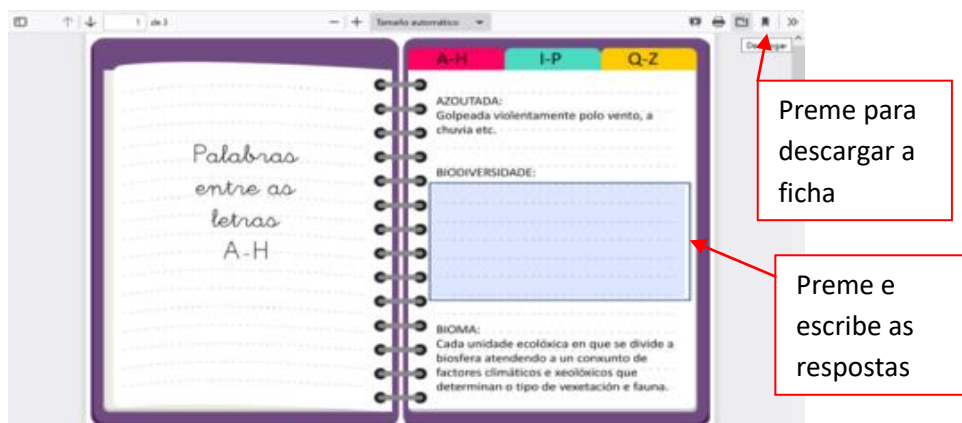 1 de 3
Tamaño automático
Descargar
Palabras
entre as
letras
A-H
A-H I-P Q-Z
AZOUTADA:
Golpeada violentamente polo vento, a
chuvia etc.
BIODIVERSIDADE:
BIOMA:
Cada unidade ecolóxica en que se divide a
biosfera atendendo a un conxunto de
factores climáticos e xeolóxicos que
determinan o tipo de vexetación e fauna.
Preme para
descargar a
ficha
Preme e
escribe as
respostas